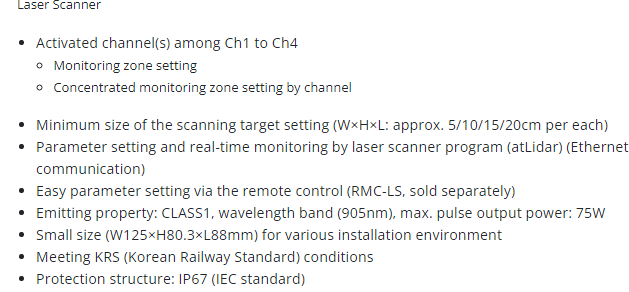 Laser Scanner
• Activated channel(s) among Ch1 to Ch4
○ Monitoring zone setting
○ Concentrated monitoring zone setting by channel
• Minimum size of the scanning target setting (W×H×L: approx. 5/10/15/20cm per each)
• Parameter setting and real-time monitoring by laser scanner program (atLidar) (Ethernet
communication)
• Easy parameter setting via the remote control (RMC-LS, sold separately)
• Emitting property: CLASS1, wavelength band (905nm), max. pulse output power: 75W
• Small size (W125×H80.3×L88mm) for various installation environment
• Meeting KRS (Korean Railway Standard) conditions
• Protection structure: IP67 (IEC standard)